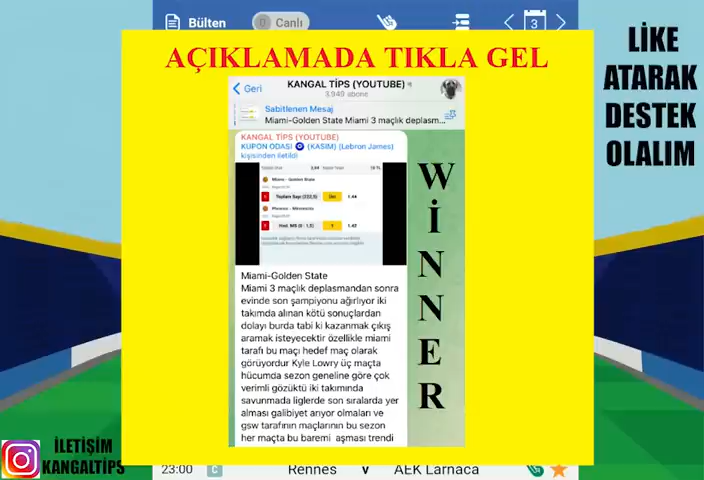 Bülten
0 Canlı
3
AÇIKLAMADA TIKLA GEL
LİKE
ATARAK
DESTEK
OLALIM
Geri
KANGAL TİPS (YOUTUBE)
3.949 abone
Sabitlenen Mesaj
Miami-Golden State Miami 3 maçlık deplasm...
KANGAL TİPS (YOUTUBE)
KUPON ODASI (KASIM) (Lebron James)
kişisinden iletildi
Miami - Golden State
Toplam Sayı
1.44
Phoenix - Minnesota
1
WİNNER
Miami-Golden State
Miami 3 maçlık deplasmandan sonra
evinde son şampiyonu ağırlıyor iki
takımda alınan kötü sonuçlardan
dolayı burda tabi ki kazanmak çıkış
aramak isteyecektir özellikle miami
tarafı bu maçı hedef maç olarak
görüyordur Kyle Lowry üç maçta
hücumda sezon geneline göre çok
verimli gözüktü iki takımında
savunmada liglerde son sıralarda yer
alması galibiyet arıyor olmaları ve
gsw tarafının maçlarının bu sezon
her maçta bu baremi aşması trendi
İLETİŞİM
KANGALTİPS
23:00 C Rennes v AEK Larnaca